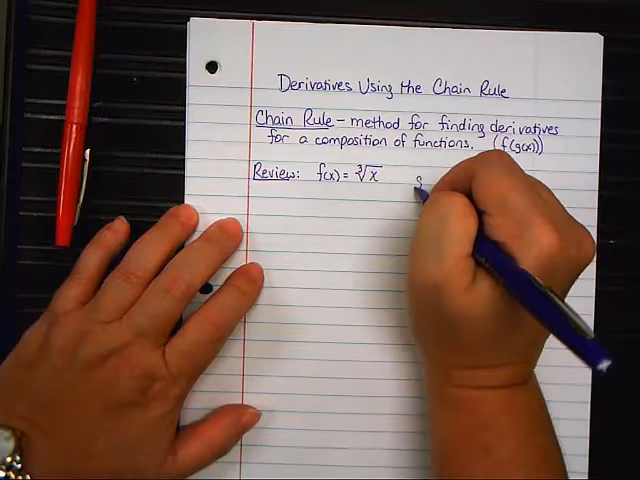 Derivatives Using the Chain Rule
Chain Rule – method for finding derivatives
for a composition of functions. (f(g(x))
Review: f(x) = ∛x